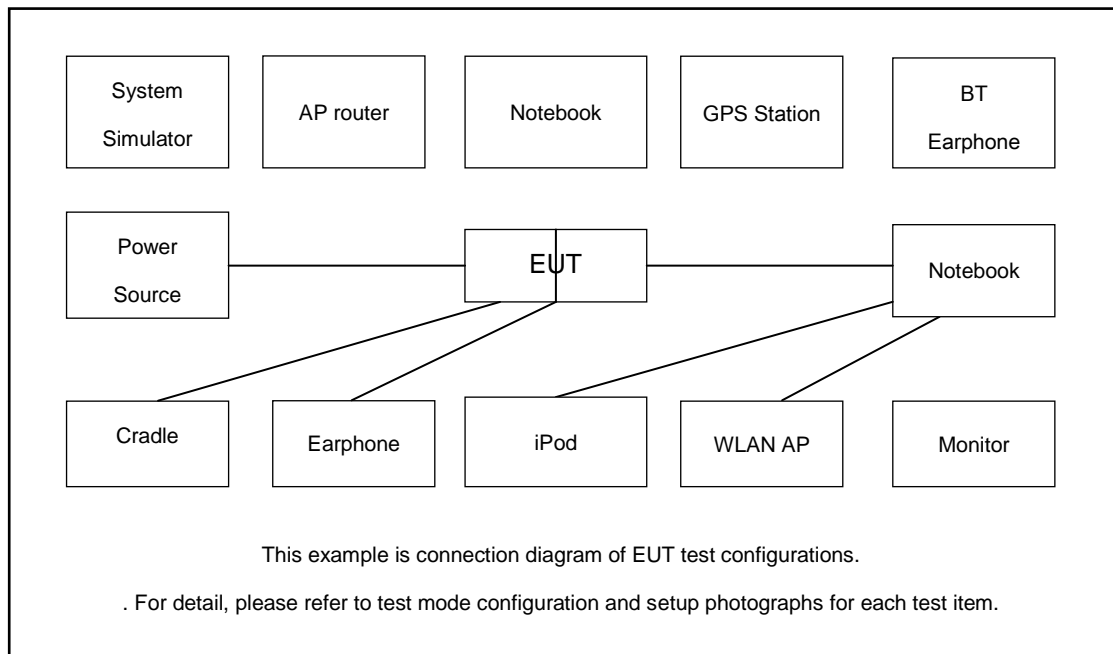 System
Simulator
AP router
Notebook
GPS Station
BT
Earphone
Power
Source
EUT
Notebook
Cradle
Earphone
iPod
WLAN AP
Monitor
This example is connection diagram of EUT test configurations.
. For detail, please refer to test mode configuration and setup photographs for each test item.